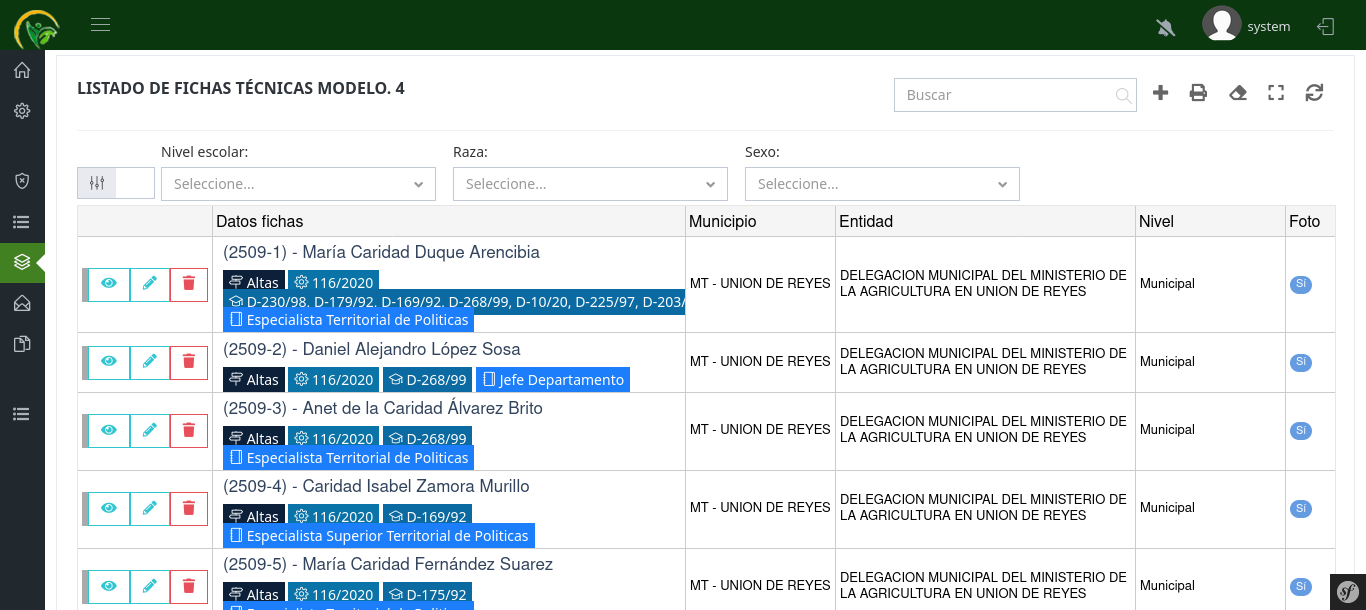 system
LISTADO DE FICHAS TÉCNICAS MODELO. 4
Buscar
Nivel escolar: Raza: Sexo:
Seleccione... Seleccione... Seleccione...
Datos fichas Municipio Entidad Nivel Foto
(2509-1) - María Caridad Duque Arencibia
Altas 116/2020
D-230/98. D-179/92. D-169/92. D-268/99, D-10/20, D-225/97, D-203/
Especialista Territorial de Politicas
MT - UNION DE REYES
DELEGACION MUNICIPAL DEL MINISTERIO DE
LA AGRICULTURA EN UNION DE REYES
Municipal
Sí
(2509-2) - Daniel Alejandro López Sosa
Altas 116/2020 D-268/99 Jefe Departamento
MT - UNION DE REYES
DELEGACION MUNICIPAL DEL MINISTERIO DE
LA AGRICULTURA EN UNION DE REYES
Municipal
Sí
(2509-3) - Anet de la Caridad Álvarez Brito
Altas 116/2020 D-268/99
Especialista Territorial de Politicas
MT - UNION DE REYES
DELEGACION MUNICIPAL DEL MINISTERIO DE
LA AGRICULTURA EN UNION DE REYES
Municipal
Sí
(2509-4) - Caridad Isabel Zamora Murillo
Altas 116/2020 D-169/92
Especialista Superior Territorial de Politicas
MT - UNION DE REYES
DELEGACION MUNICIPAL DEL MINISTERIO DE
LA AGRICULTURA EN UNION DE REYES
Municipal
Sí
(2509-5) - María Caridad Fernández Suarez
Altas 116/2020 D-175/92
MT - UNION DE REYES
DELEGACION MUNICIPAL DEL MINISTERIO DE
LA AGRICULTURA EN UNION DE REYES
Municipal
Sí